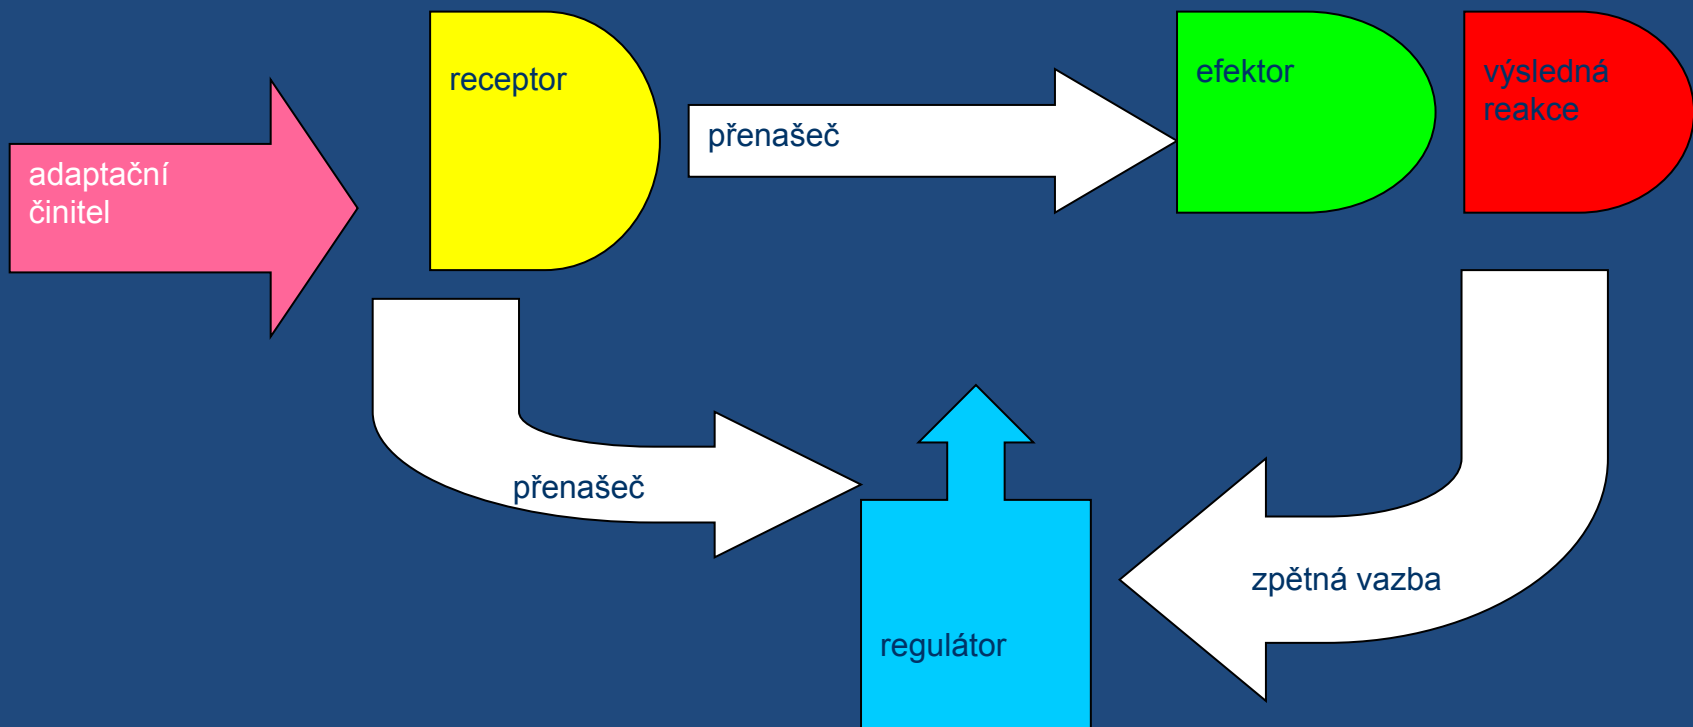 adaptační
činitel
receptor
přenašeč
efektor
výsledná
reakce
přenašeč
regulátor
zpětná vazba